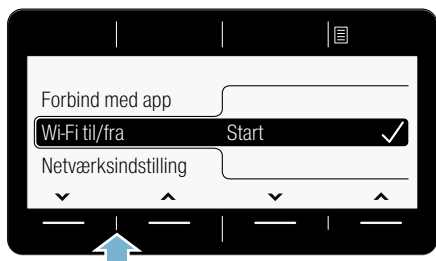 Forbind med app
Wi-Fi til/fra Start
Netværksindstilling